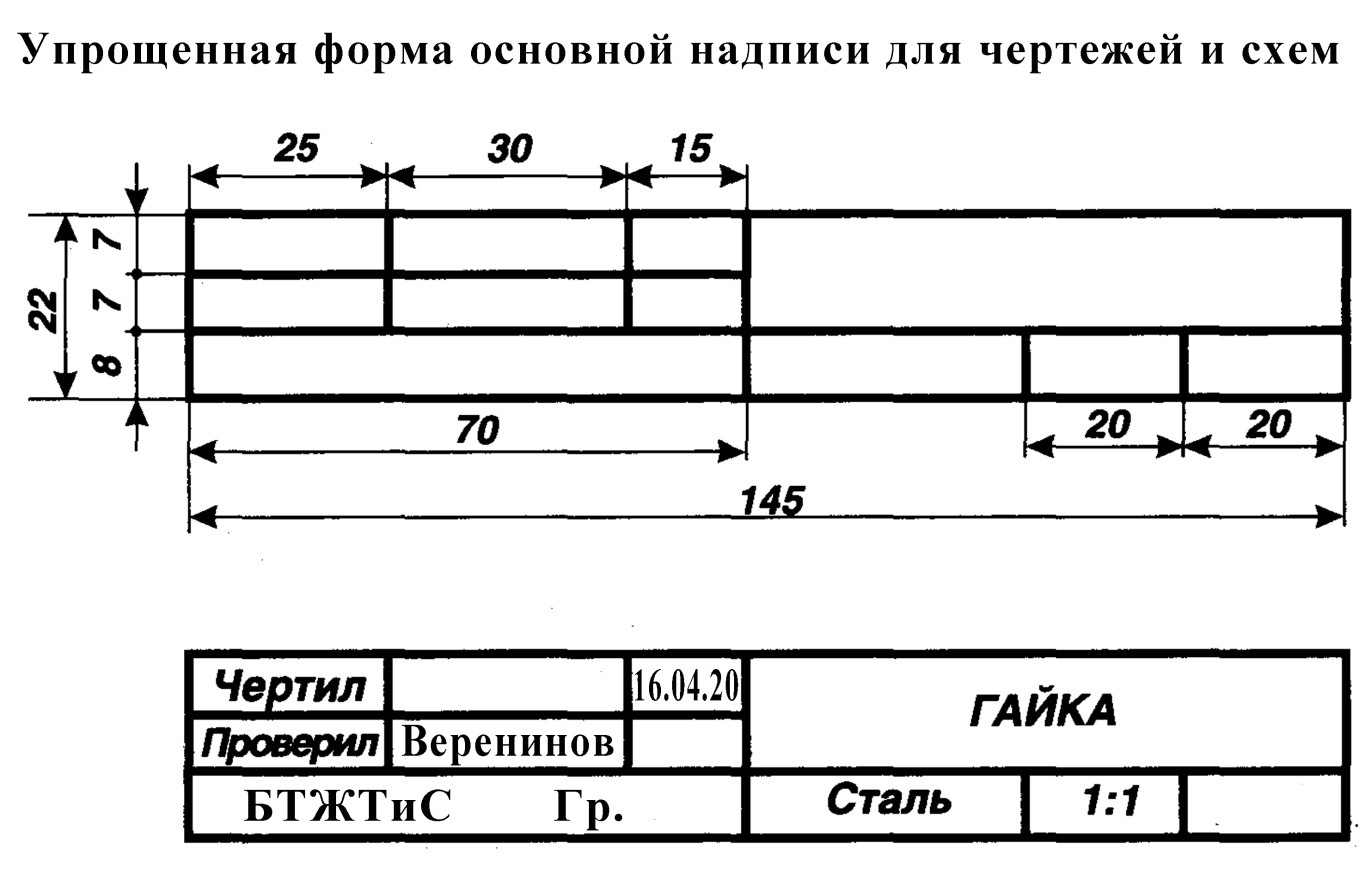 Упрощенная форма основной надписи для чертежей и схем
25 30 15
7
7
22
8
70
20 20
145
Чертил 16.04.20
ГАЙКА
Проверил Веренинов
БТЖТиС Гр. Сталь 1:1